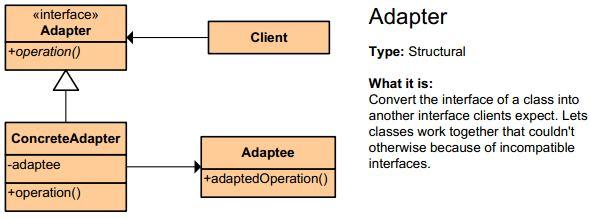 «interface»
Adapter
+operation()
Client
ConcreteAdapter
-adaptee
+operation()
Adaptee
+adaptedOperation()
Adapter
Type: Structural
What it is:
Convert the interface of a class into
another interface clients expect. Lets
classes work together that couldn't
otherwise because of incompatible
interfaces.